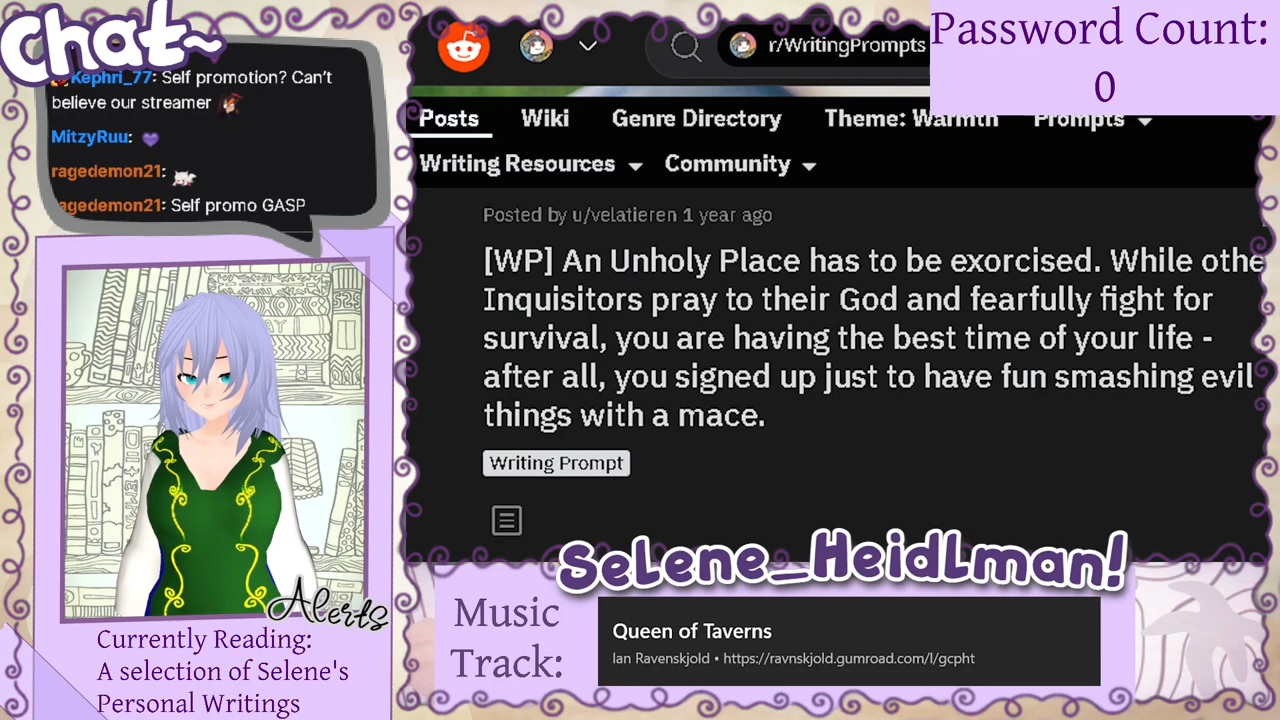 Chat~
Kephri_77: Self promotion? Can't
believe our streamer
MitzyRuu:
ragedemon21:
agedemon21: Self promo GASP
r/WritingPrompts
Password Count:
0
Posts Wiki Genre Directory Theme: Warmth Prompts
Writing Resources Community
Posted by u/velatieren 1 year ago
[WP] An Unholy Place has to be exorcised. While othe
Inquisitors pray to their God and fearfully fight for
survival, you are having the best time of your life -
after all, you signed up just to have fun smashing evil
things with a mace.
Writing Prompt
Selene_Heidlman!
Alerts
Currently Reading:
A selection of Selene's
Personal Writings
Music
Track:
Queen of Taverns
Ian Ravenskjold • https://ravnskjold.gumroad.com/l/gcpht